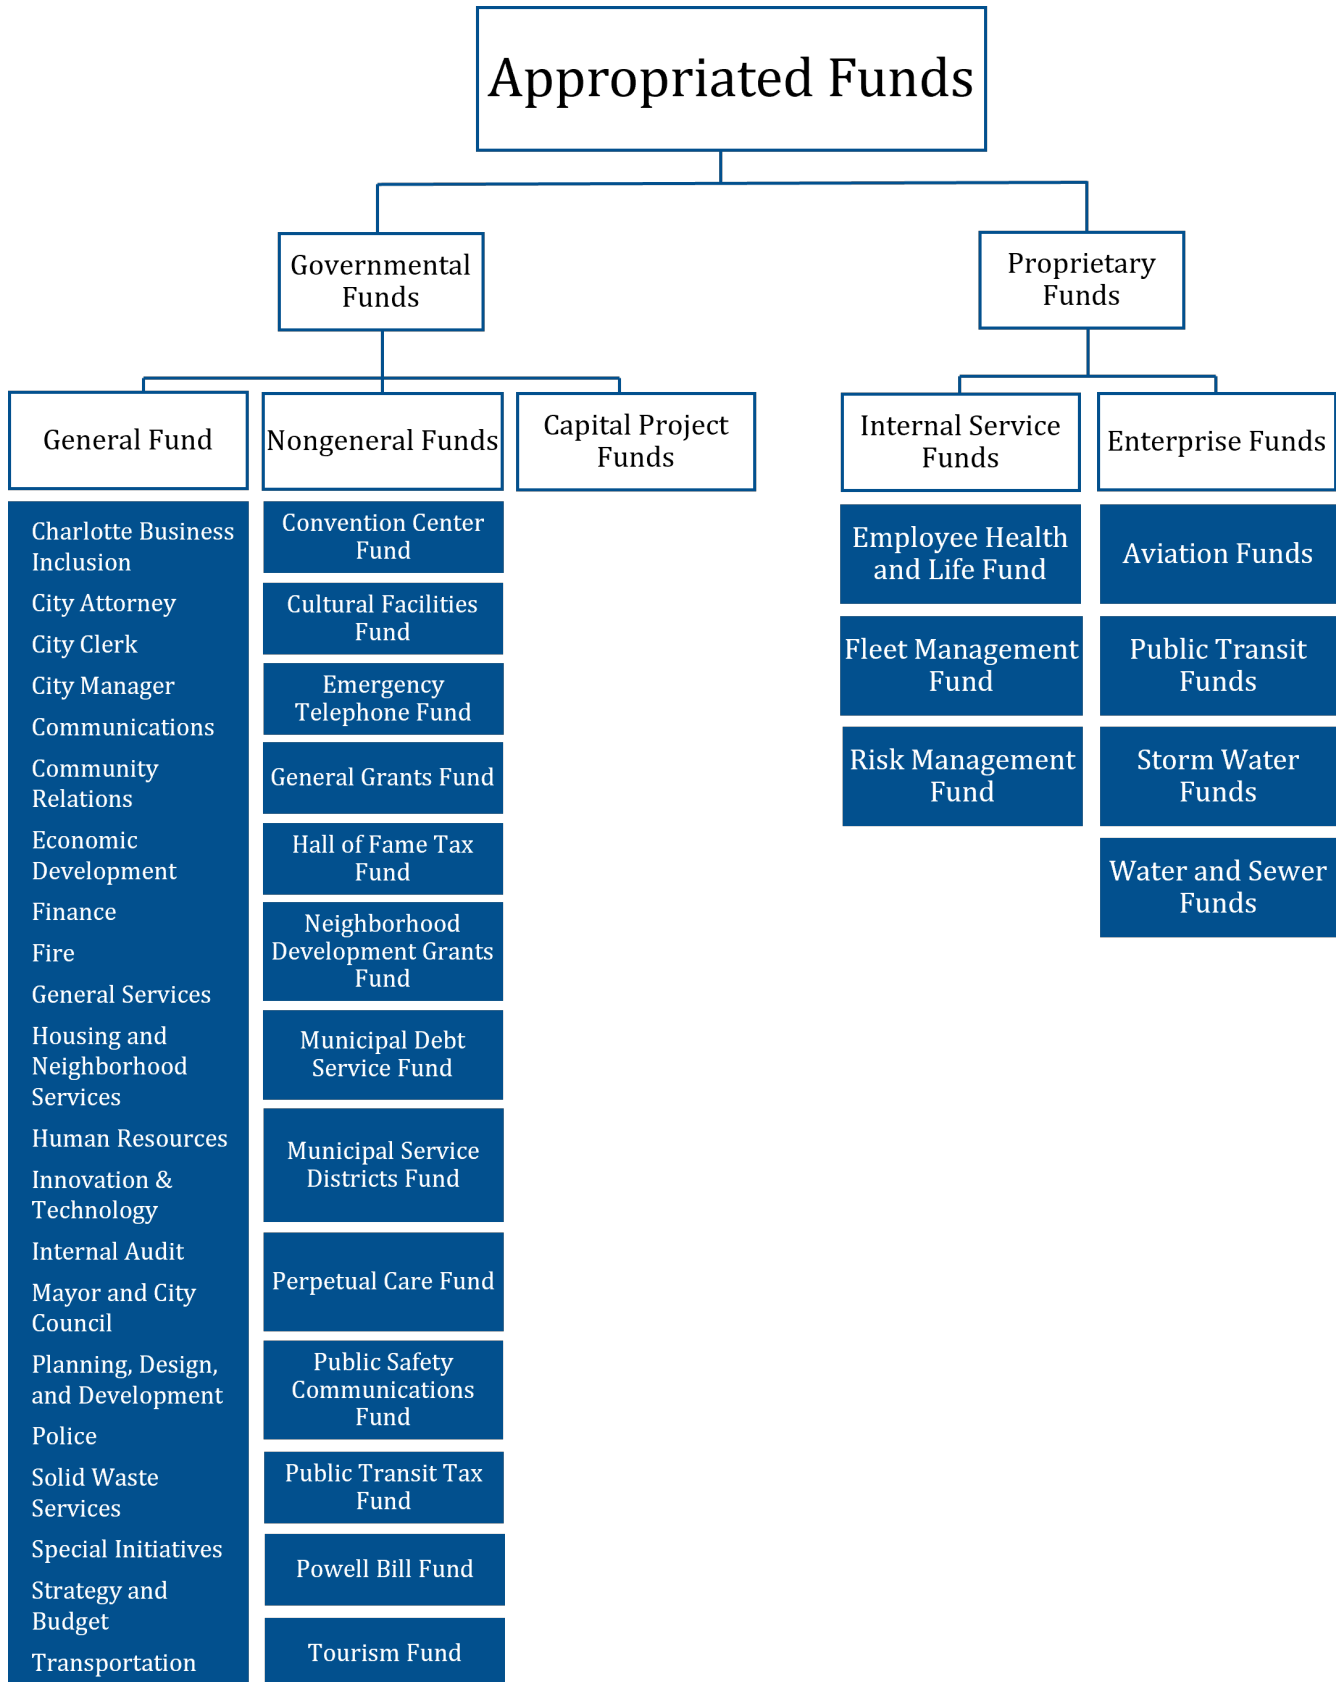 Appropriated Funds
Governmental
Funds
Proprietary
Funds
General Fund
Nongeneral Funds
Capital Project
Funds
Internal Service
Funds
Enterprise Funds
Charlotte Business
Inclusion
City Attorney
City Clerk
City Manager
Communications
Community
Relations
Economic
Development
Finance
Fire
General Services
Housing and
Neighborhood
Services
Human Resources
Innovation &
Technology
Internal Audit
Mayor and City
Council
Planning, Design,
and Development
Police
Solid Waste
Services
Special Initiatives
Strategy and
Budget
Transportation
Convention Center
Fund
Cultural Facilities
Fund
Emergency
Telephone Fund
General Grants Fund
Hall of Fame Tax
Fund
Neighborhood
Development Grants
Fund
Municipal Debt
Service Fund
Municipal Service
Districts Fund
Perpetual Care Fund
Public Safety
Communications
Fund
Public Transit Tax
Fund
Powell Bill Fund
Tourism Fund
Employee Health
and Life Fund
Fleet Management
Fund
Risk Management
Fund
Aviation Funds
Public Transit
Funds
Storm Water
Funds
Water and Sewer
Funds